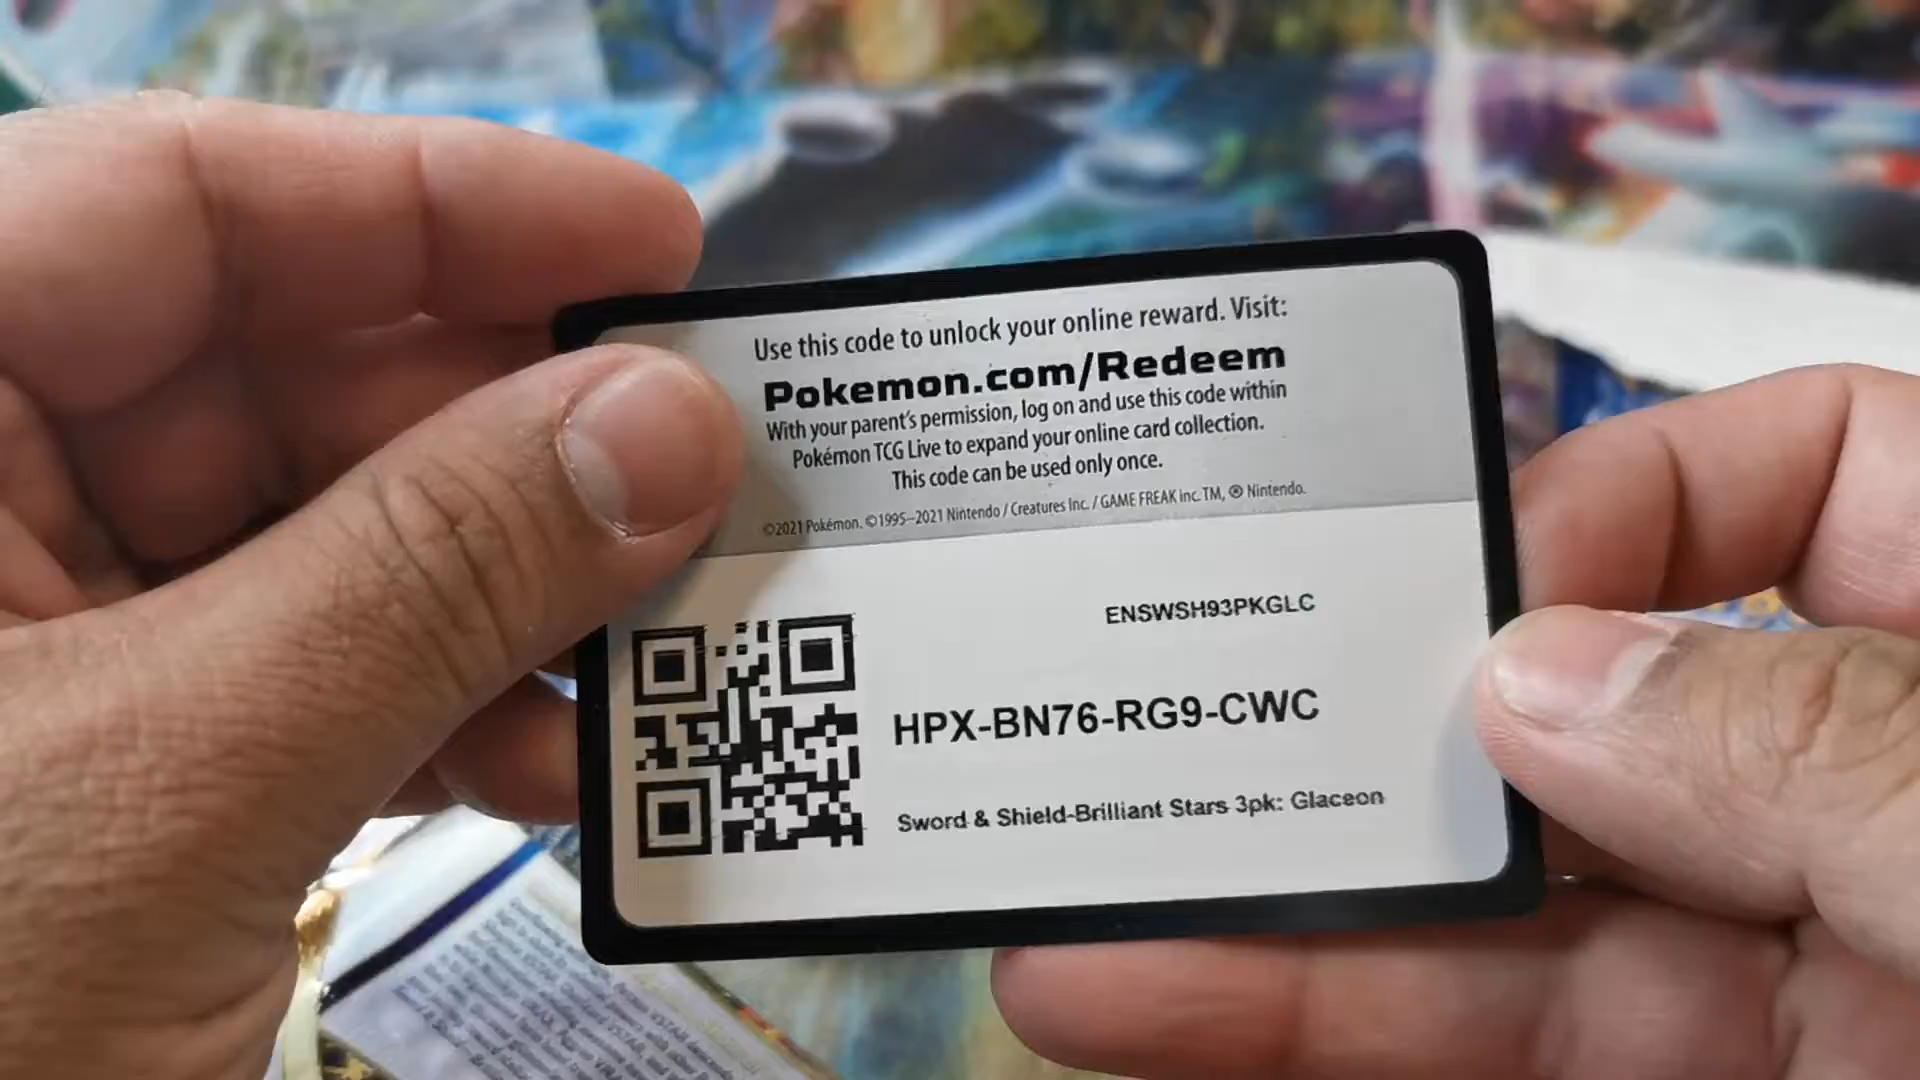 Use this code to unlock your online reward. Visit:
Pokemon.com/Redeem
With your parent's permission, log on and use this code within
Pokémon TCG Live to expand your online card collection.
This code can be used only once.
©2021 Pokémon. ©1995–2021 Nintendo / Creatures Inc. / GAME FREAK inc. TM, ® Nintendo.
ENSWSH93PKGLC
HPX-BN76-RG9-CWC
Sword & Shield-Brilliant Stars 3pk: Glaceon